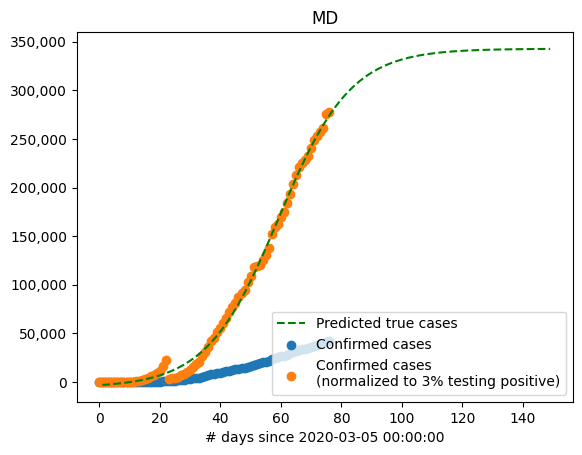 MD
350,000
300,000
250,000
200,000
150,000
100,000
50,000
0
Predicted true cases
Confirmed cases
Confirmed cases
(normalized to 3% testing positive)
0 20 40 60 80 100 120 140
# days since 2020-03-05 00:00:00